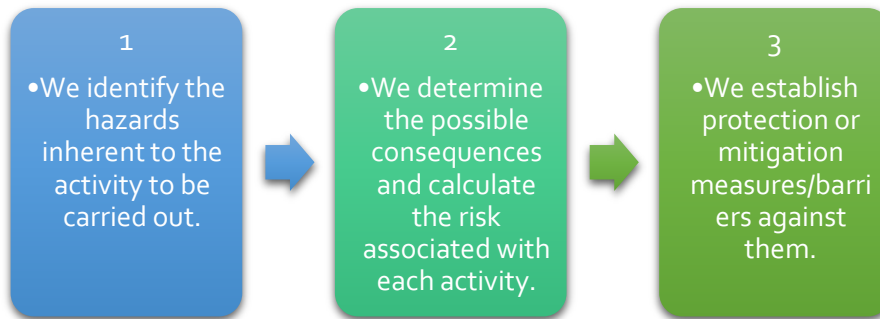 1
•We identify the
hazards
inherent to the
activity to be
carried out.
2
•We determine
the possible
consequences
and calculate
the risk
associated with
each activity.
3
•We establish
protection or
mitigation
measures/barri
ers against
them.